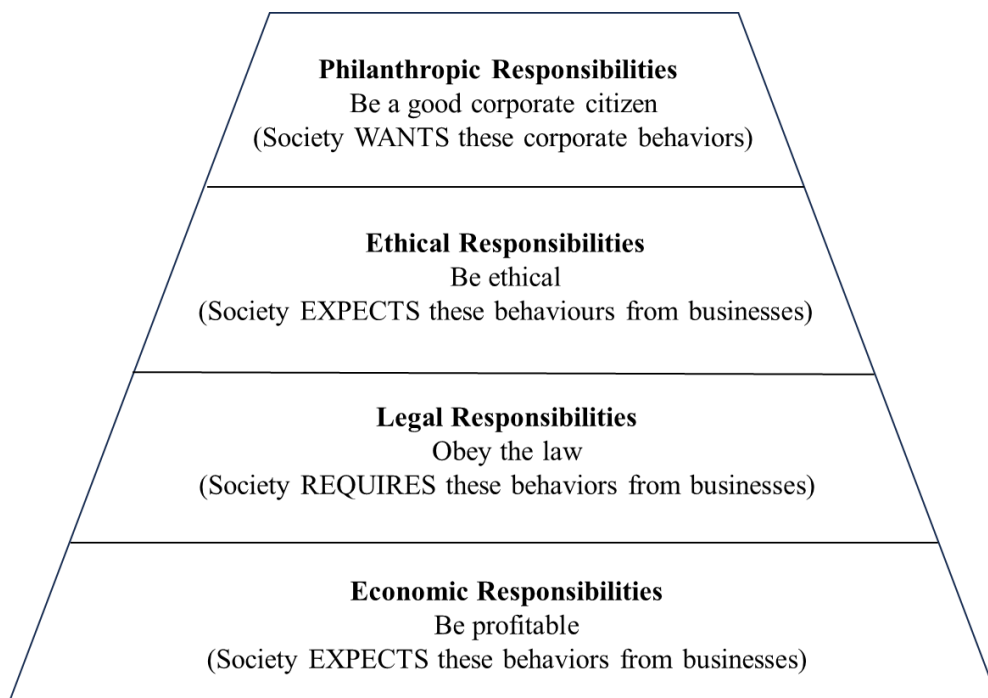 Philanthropic Responsibilities
Be a good corporate citizen
(Society WANTS these corporate behaviors)
Ethical Responsibilities
Be ethical
(Society EXPECTS these behaviours from businesses)
Legal Responsibilities
Obey the law
(Society REQUIRES these behaviors from businesses)
Economic Responsibilities
Be profitable
(Society EXPECTS these behaviors from businesses)